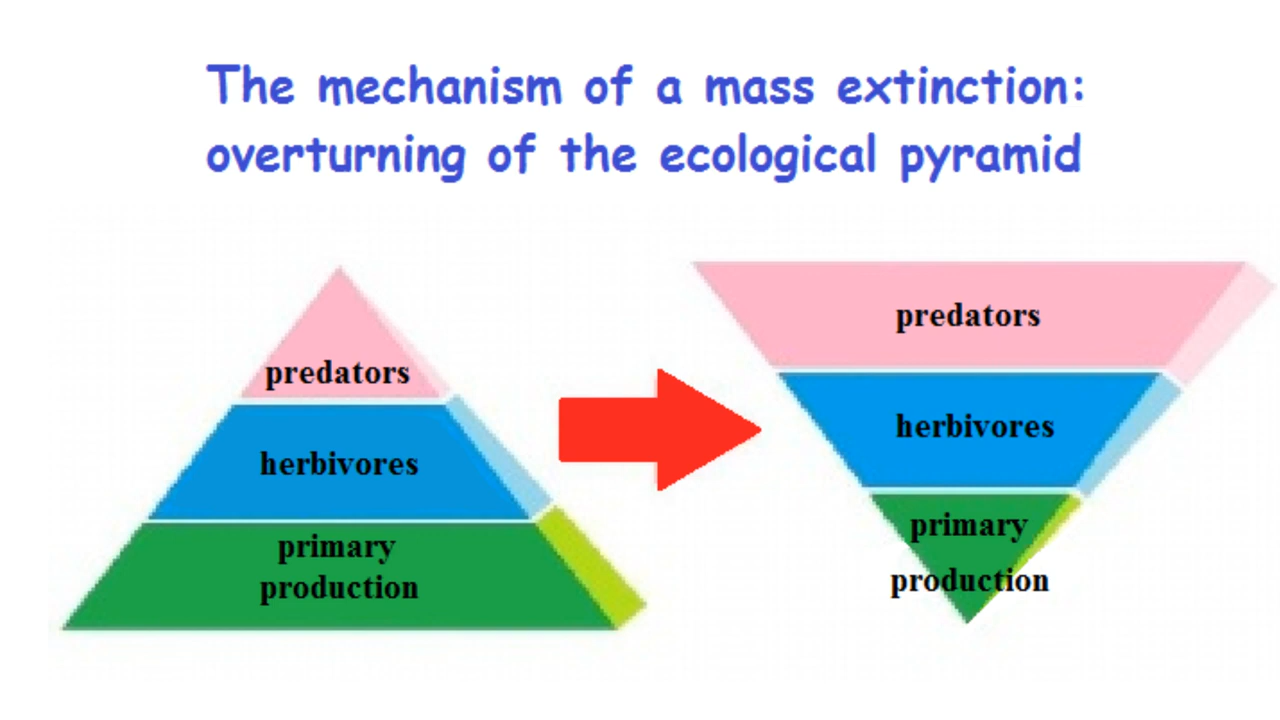 The mechanism of a mass extinction:
overturning of the ecological pyramid
predators
herbivores
primary
production
predators
herbivores
primary
production